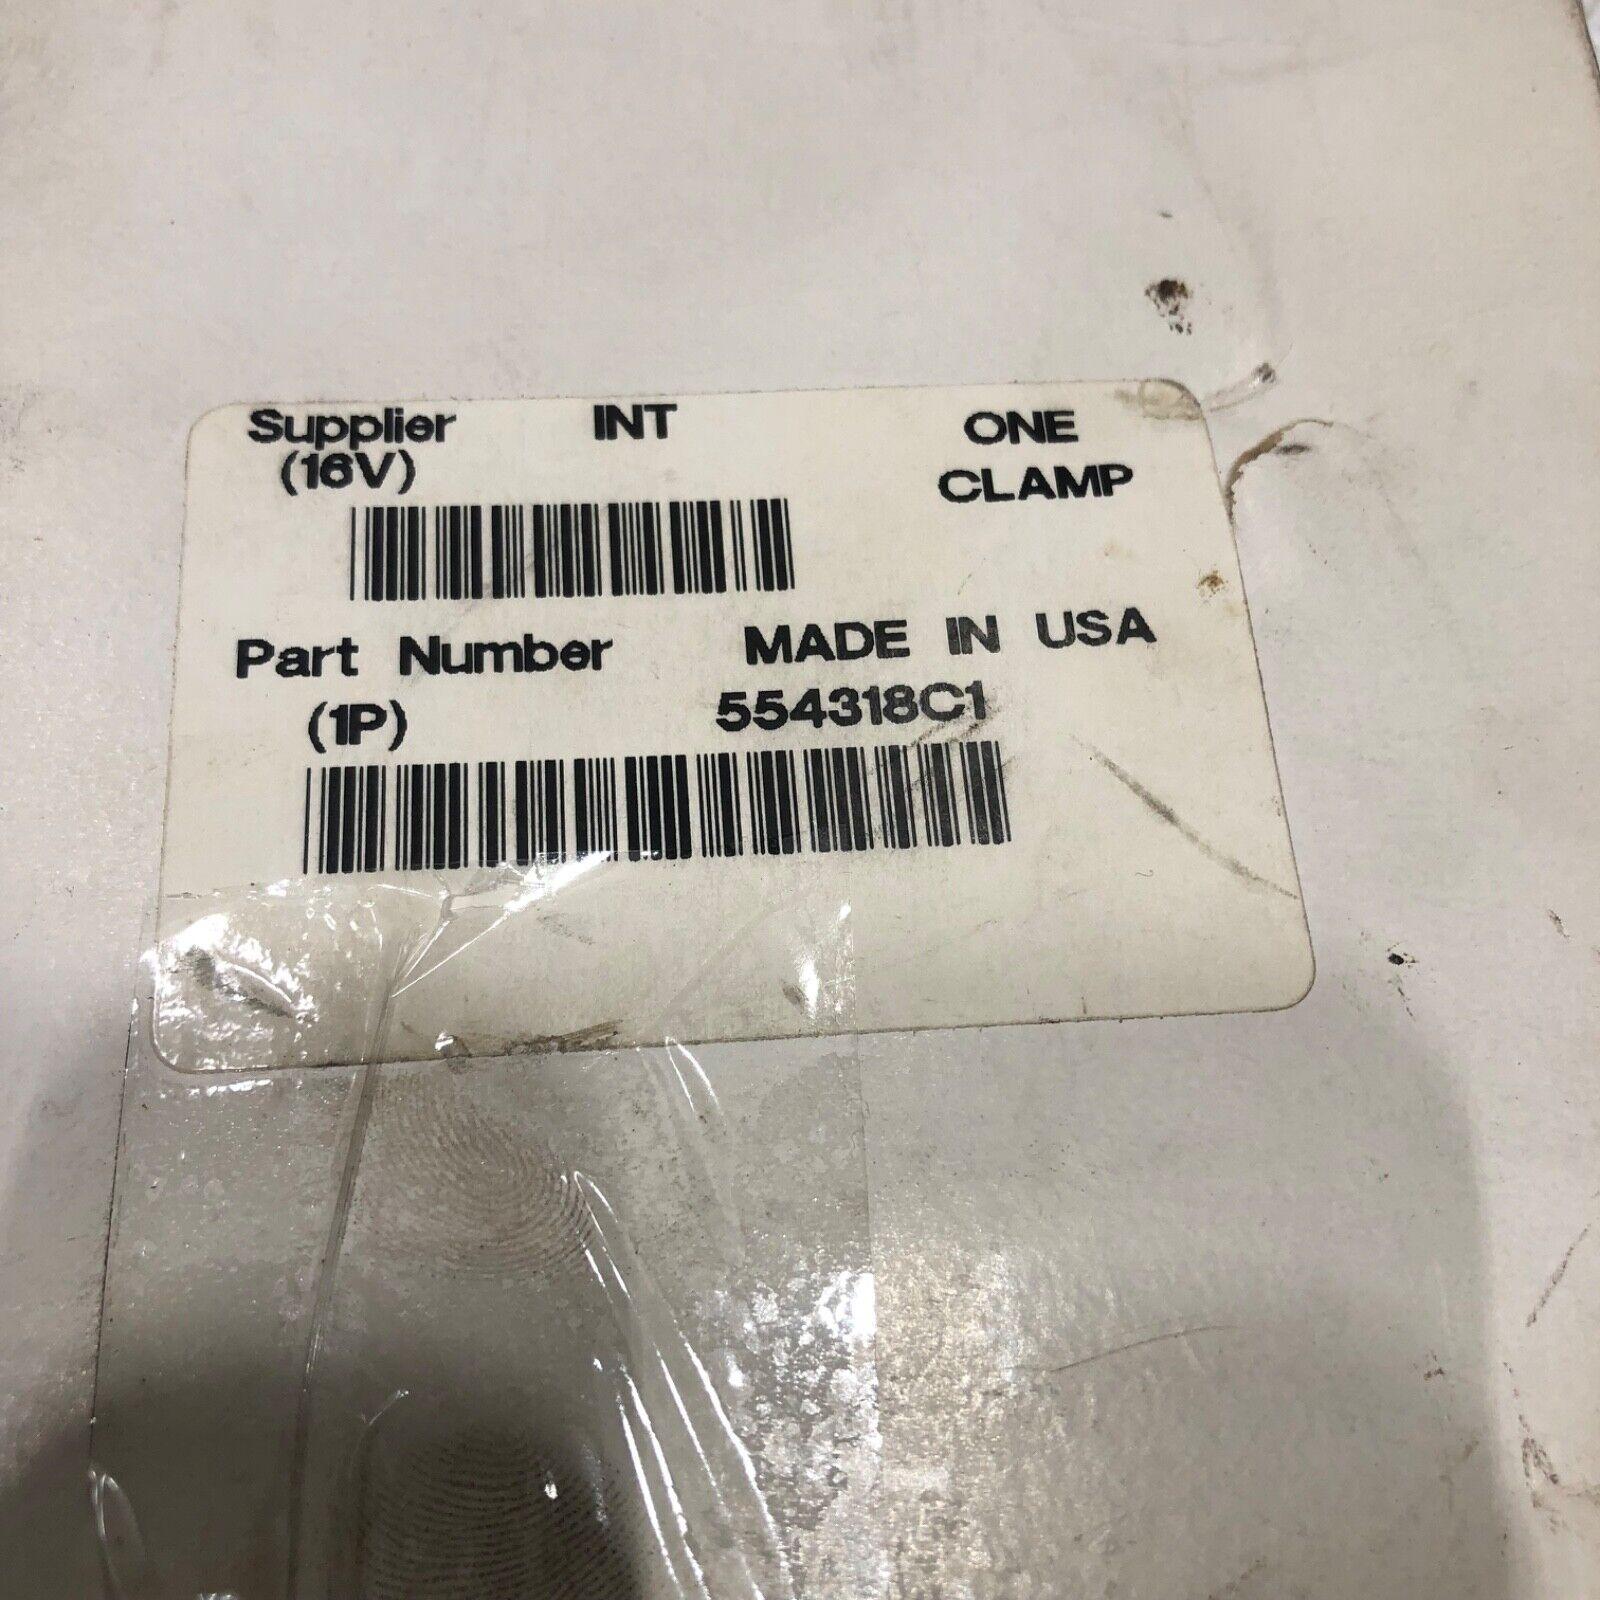 Supplier INT ONE
(16V) CLAMP
Part Number MADE IN USA
(1P) 554318C1